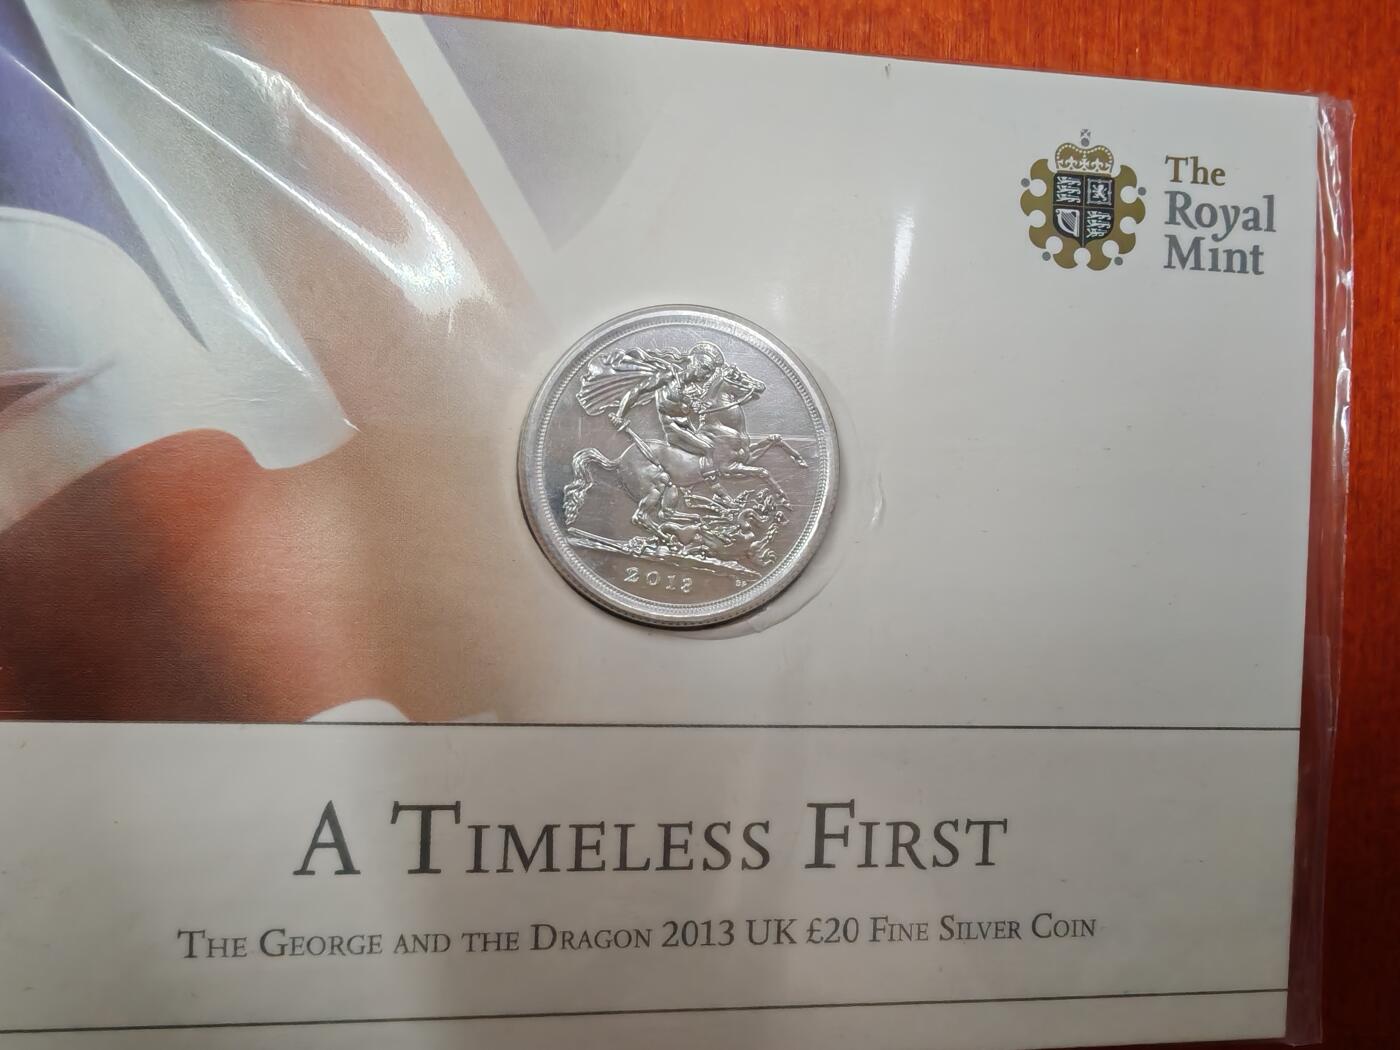 The
Royal
Mint
2013
A TIMELESS FIRST
THE GEORGE AND THE DRAGON 2013 UK £20 FINE SILVER COIN